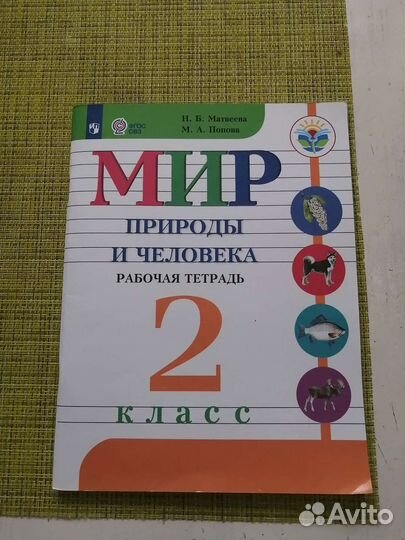 Н. Б. Матвеева
М. А. Попова
ФГОС
ОВЗ
МИР
ПРИРОДЫ
И ЧЕЛОВЕКА
РАБОЧАЯ ТЕТРАДЬ
2
класс
Avito